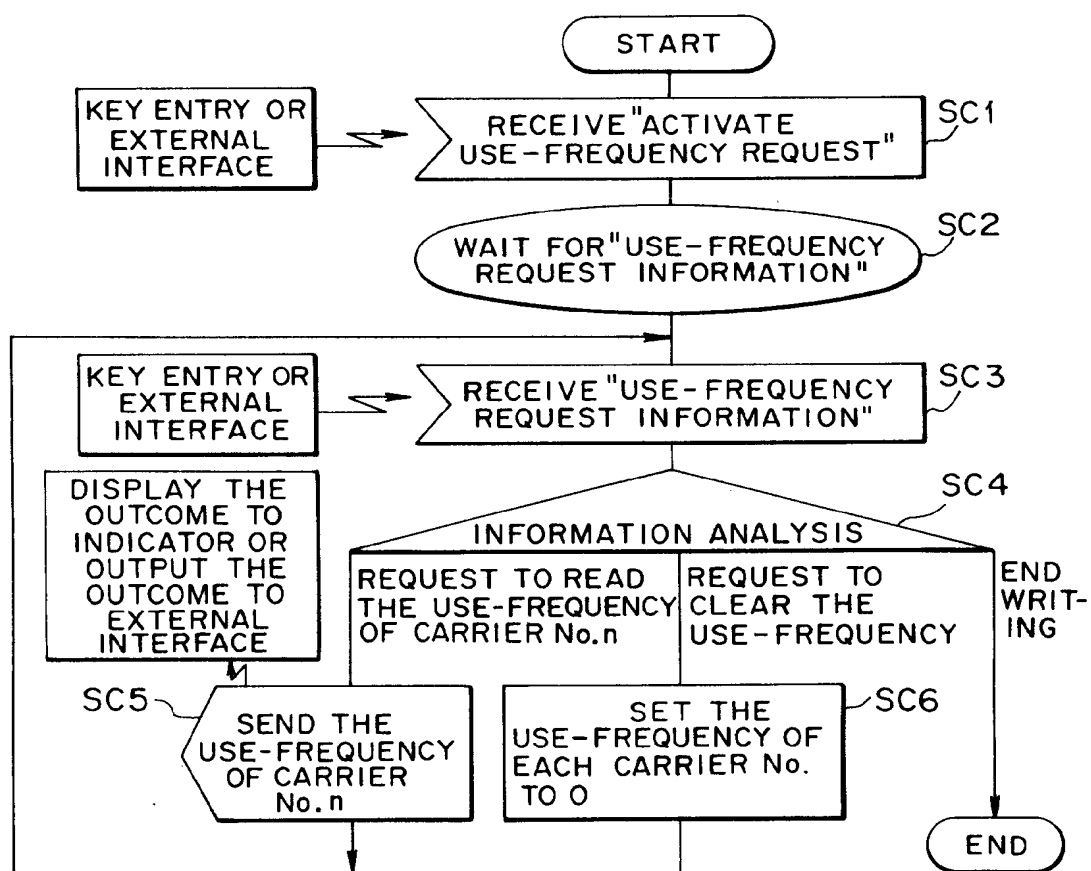 START
KEY ENTRY OR
EXTERNAL
INTERFACE
RECEIVE "ACTIVATE
USE-FREQUENCY REQUEST"
SC1
WAIT FOR "USE-FREQUENCY
REQUEST INFORMATION"
SC2
KEY ENTRY OR
EXTERNAL
INTERFACE
RECEIVE "USE-FREQUENCY
REQUEST INFORMATION"
SC3
DISPLAY THE
OUTCOME TO
INDICATOR OR
OUTPUT THE
OUTCOME TO
EXTERNAL
INTERFACE
INFORMATION ANALYSIS
SC4
REQUEST TO READ
THE USE-FREQUENCY
OF CARRIER No.n
REQUEST TO
CLEAR THE
USE-FREQUENCY
END
WRIT-
ING
SC5
SEND THE
USE-FREQUENCY
OF CARRIER
No.n
SET THE
USE-FREQUENCY OF
EACH CARRIER No.
TO 0
SC6
END